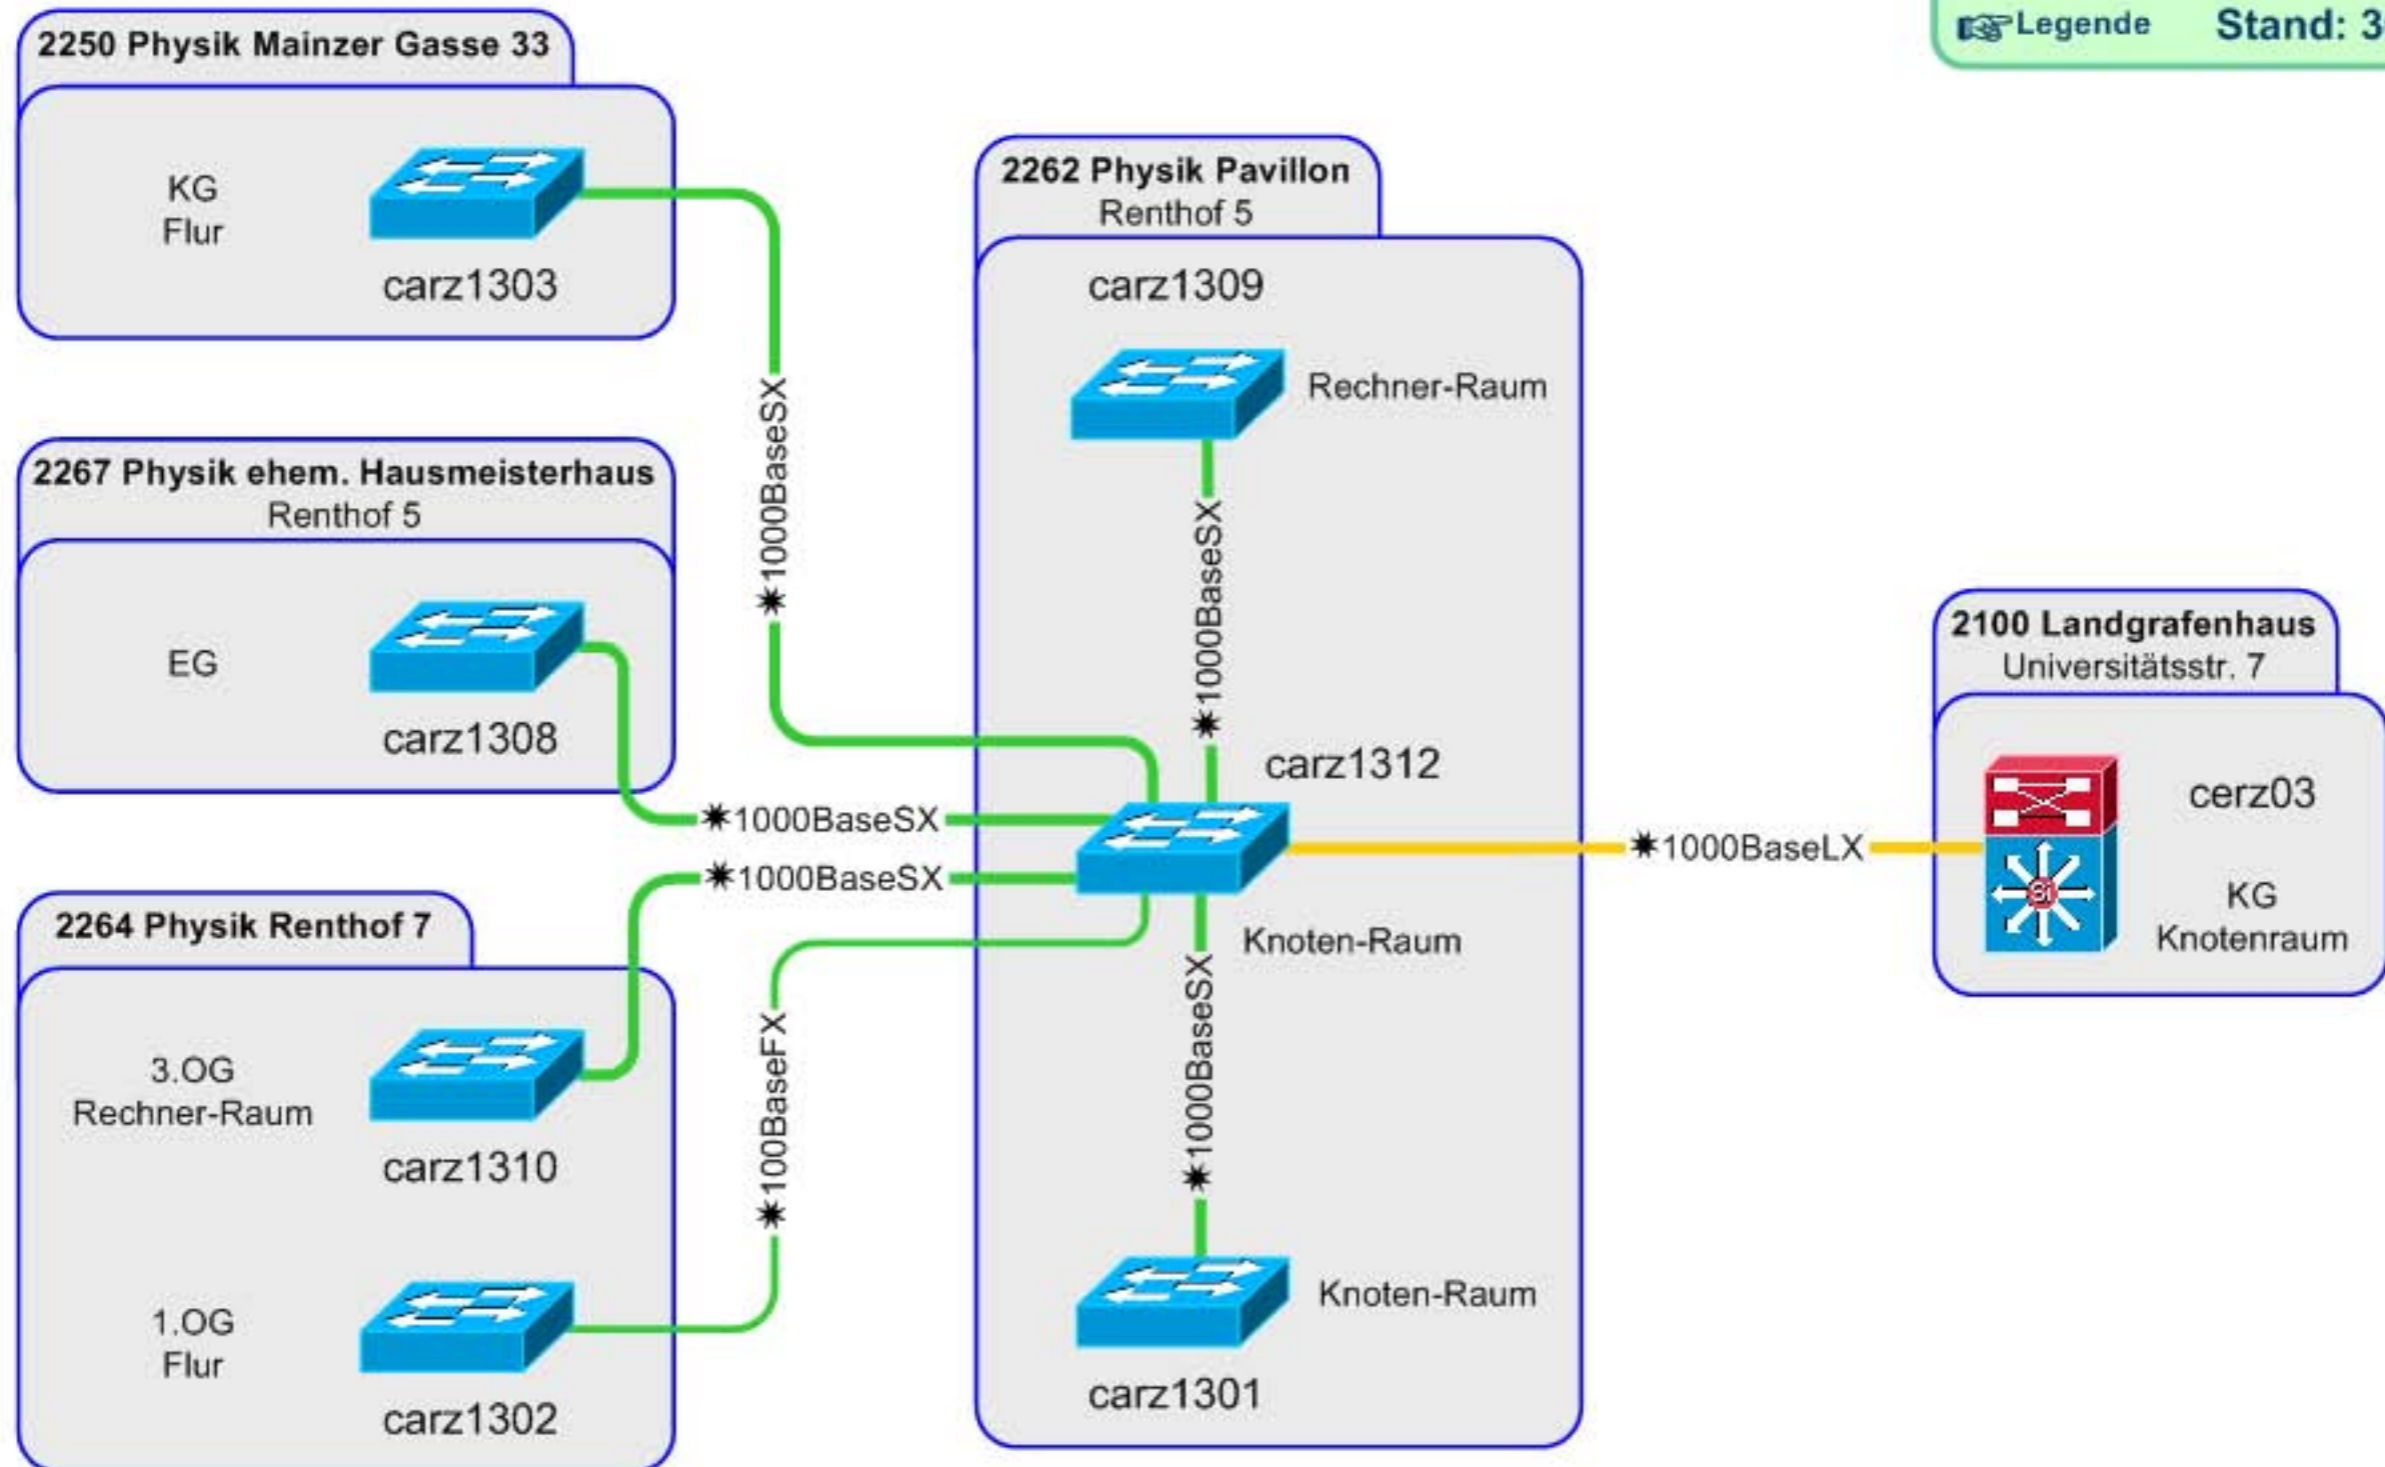 Legende
Stand: 3
2250 Physik Mainzer Gasse 33
KG
Flur
carz1303
✷1000BaseSX
2267 Physik ehem. Hausmeisterhaus
Renthof 5
EG
carz1308
✷1000BaseSX
✷1000BaseSX
2264 Physik Renthof 7
3.OG
Rechner-Raum
carz1310
1.OG
Flur
carz1302
✷100BaseFX
2262 Physik Pavillon
Renthof 5
carz1309
Rechner-Raum
✷1000BaseSX
carz1312
Knoten-Raum
✷1000BaseSX
Knoten-Raum
carz1301
✷1000BaseLX
2100 Landgrafenhaus
Universitätsstr. 7
cerz03
Si
KG
Knotenraum